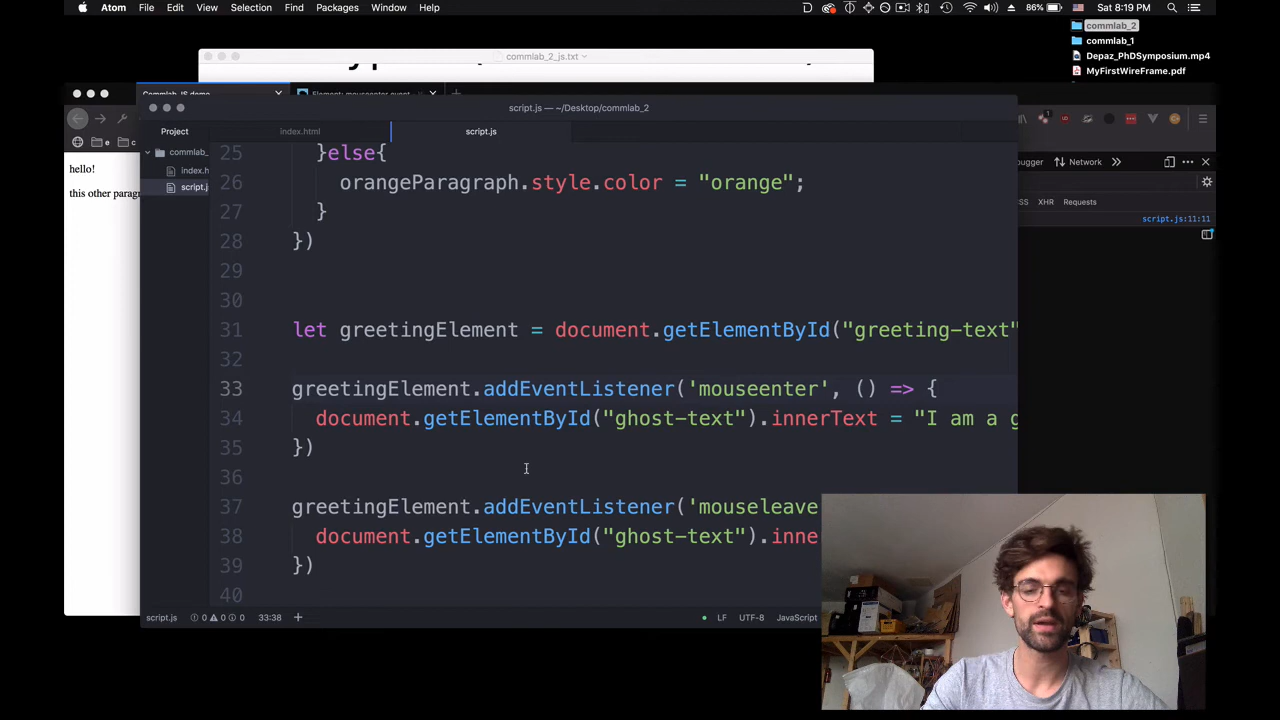 Atom File Edit View Selection Find Packages Window Help
86% Sat 8:19 PM
commlab_2
commlab_1
Depaz_PhDSymposium.mp4
MyFirstWireFrame.pdf
commlab_2_js.txt
script.js — ~/Desktop/commlab_2
Project index.html script.js
commlab_
index.h
script.j
hello!
this other paragr
bugger Network
CSS XHR Requests
script.js:11:11
25 }else{
26 orangeParagraph.style.color = "orange";
27 }
28 })
29
30
31 let greetingElement = document.getElementById("greeting-text"
32
33 greetingElement.addEventListener('mouseenter', () => {
34 document.getElementById("ghost-text").innerText = "I am a g
35 })
36
37 greetingElement.addEventListener('mouseleave
38 document.getElementById("ghost-text").inne
39 })
40
script.js 0 0 0 33:38 + LF UTF-8 JavaScript